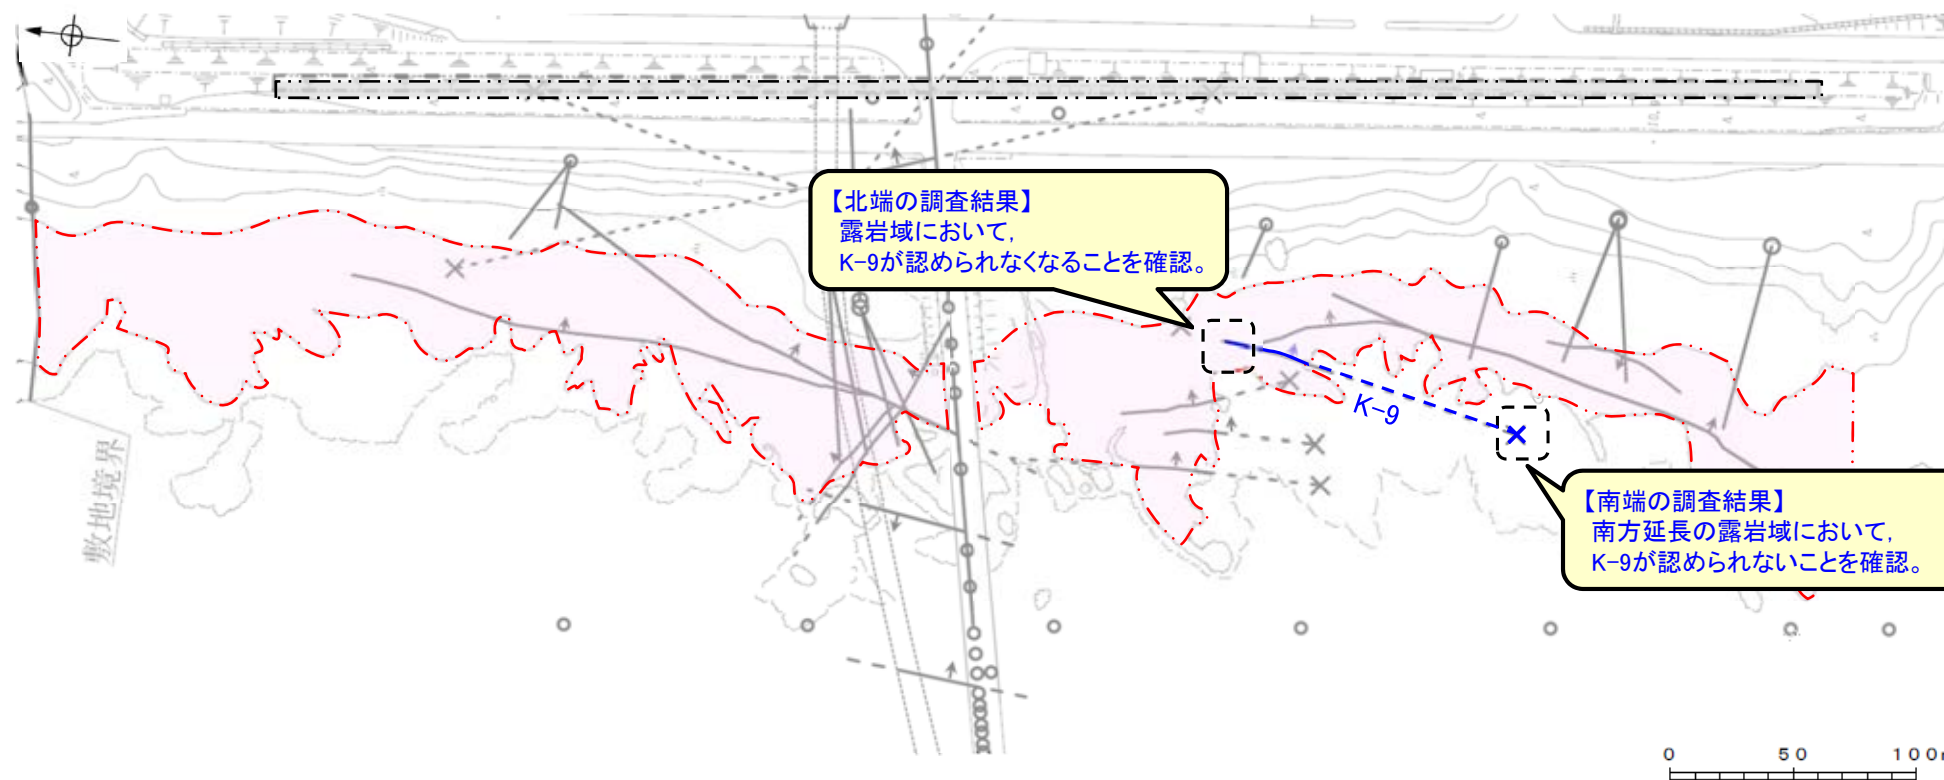 【北端の調査結果】
露岩域において，
K-9が認められなくなることを確認。
K-9
【南端の調査結果】
南方延長の露岩域において，
K-9が認められないことを確認。
敷地境界
0 50 100